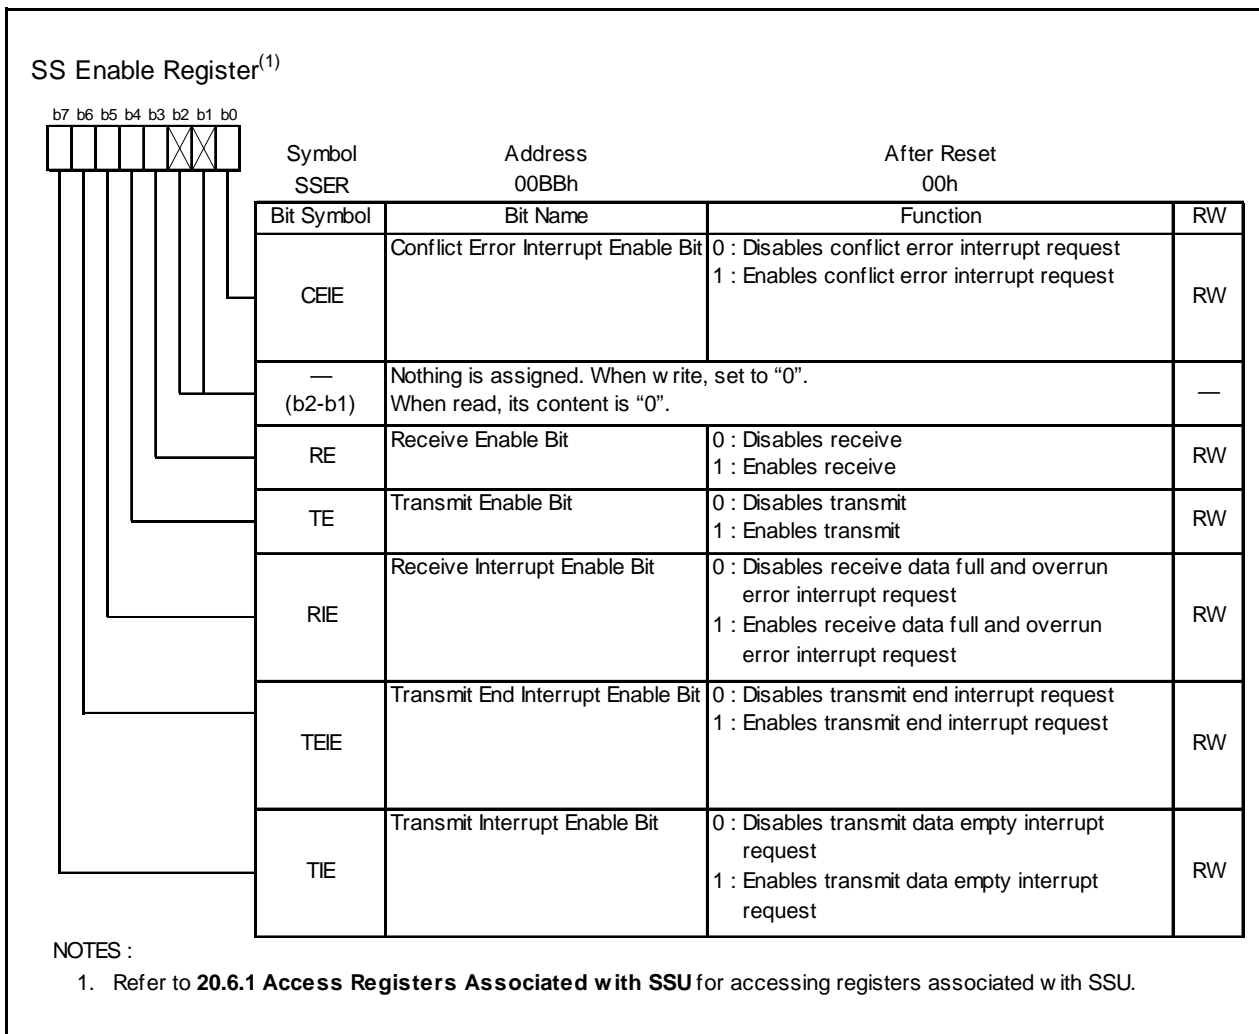 SS Enable Register(1)
b7 b6 b5 b4 b3 b2 b1 b0
Symbol Address After Reset
SSER 00BBh 00h
Bit Symbol Bit Name Function RW
CEIE Conflict Error Interrupt Enable Bit 0 : Disables conflict error interrupt request
1 : Enables conflict error interrupt request
RW
—
(b2-b1)
Nothing is assigned. When write, set to “0”.
When read, its content is “0”.
—
RE Receive Enable Bit 0 : Disables receive
1 : Enables receive
RW
TE Transmit Enable Bit 0 : Disables transmit
1 : Enables transmit
RW
RIE Receive Interrupt Enable Bit 0 : Disables receive data full and overrun
error interrupt request
1 : Enables receive data full and overrun
error interrupt request
RW
TEIE Transmit End Interrupt Enable Bit 0 : Disables transmit end interrupt request
1 : Enables transmit end interrupt request
RW
TIE Transmit Interrupt Enable Bit 0 : Disables transmit data empty interrupt
request
1 : Enables transmit data empty interrupt
request
RW
NOTES :
1. Refer to 20.6.1 Access Registers Associated with SSU for accessing registers associated with SSU.